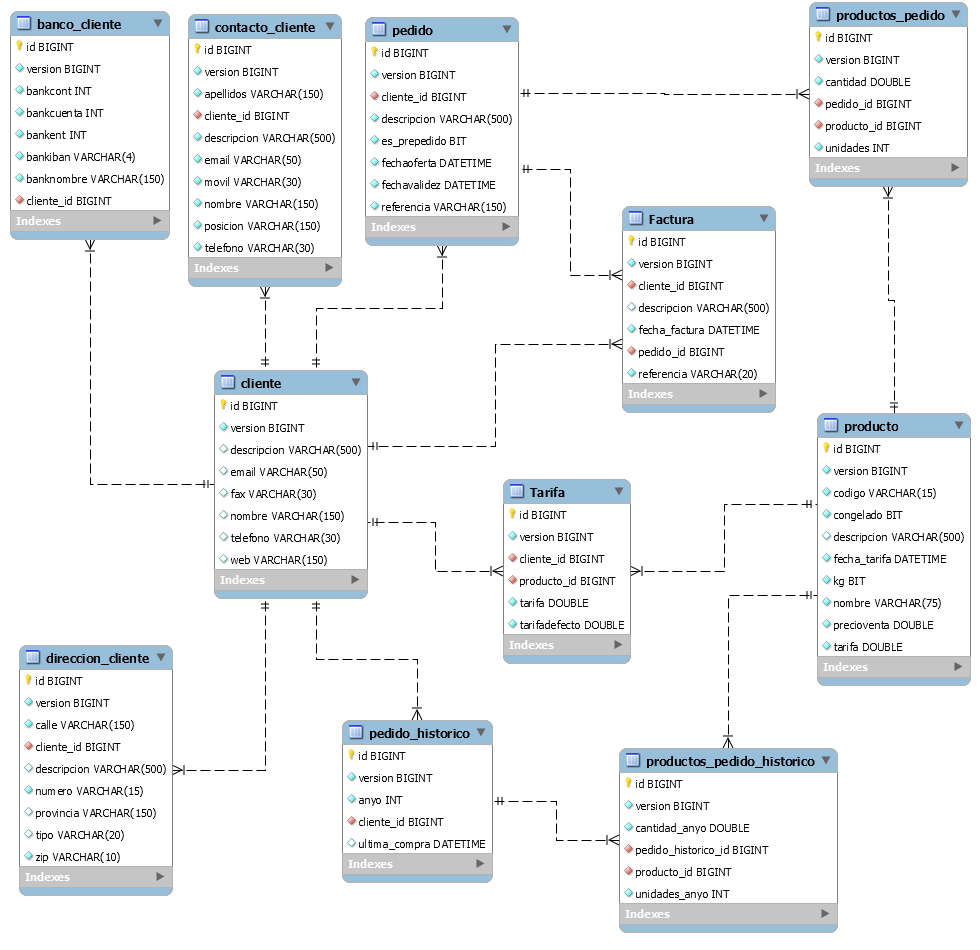 banco_cliente
id BIGINT
version BIGINT
bankcont INT
bankcuenta INT
bankent INT
bankiban VARCHAR(4)
banknombre VARCHAR(150)
cliente_id BIGINT
Indexes
contacto_cliente
id BIGINT
version BIGINT
apellidos VARCHAR(150)
cliente_id BIGINT
descripcion VARCHAR(500)
email VARCHAR(50)
movil VARCHAR(30)
nombre VARCHAR(150)
posicion VARCHAR(150)
telefono VARCHAR(30)
Indexes
pedido
id BIGINT
version BIGINT
cliente_id BIGINT
descripcion VARCHAR(500)
es_prepedido BIT
fechaoferta DATETIME
fechavalidez DATETIME
referencia VARCHAR(150)
Indexes
productos_pedido
id BIGINT
version BIGINT
cantidad DOUBLE
pedido_id BIGINT
producto_id BIGINT
unidades INT
Indexes
Factura
id BIGINT
version BIGINT
cliente_id BIGINT
descripcion VARCHAR(500)
fecha_factura DATETIME
pedido_id BIGINT
referencia VARCHAR(20)
Indexes
cliente
id BIGINT
version BIGINT
descripcion VARCHAR(500)
email VARCHAR(50)
fax VARCHAR(30)
nombre VARCHAR(150)
telefono VARCHAR(30)
web VARCHAR(150)
Indexes
Tarifa
id BIGINT
version BIGINT
cliente_id BIGINT
producto_id BIGINT
tarifa DOUBLE
tarifadefecto DOUBLE
Indexes
producto
id BIGINT
version BIGINT
codigo VARCHAR(15)
congelado BIT
descripcion VARCHAR(500)
fecha_tarifa DATETIME
kg BIT
nombre VARCHAR(75)
precioventa DOUBLE
tarifa DOUBLE
Indexes
direccion_cliente
id BIGINT
version BIGINT
calle VARCHAR(150)
cliente_id BIGINT
descripcion VARCHAR(500)
numero VARCHAR(15)
provincia VARCHAR(150)
tipo VARCHAR(20)
zip VARCHAR(10)
Indexes
pedido_historico
id BIGINT
version BIGINT
anyo INT
cliente_id BIGINT
ultima_compra DATETIME
Indexes
productos_pedido_historico
id BIGINT
version BIGINT
cantidad_anyo DOUBLE
pedido_historico_id BIGINT
producto_id BIGINT
unidades_anyo INT
Indexes